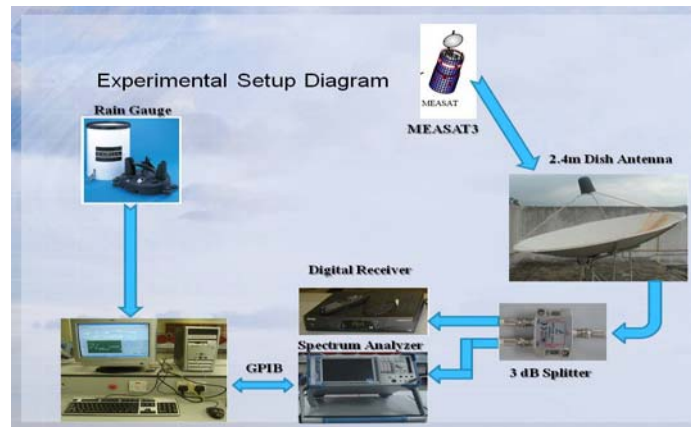 Experimental Setup Diagram
Rain Gauge
MEASAT
MEASAT3
2.4m Dish Antenna
Digital Receiver
Spectrum Analyzer
GPIB
3 dB Splitter